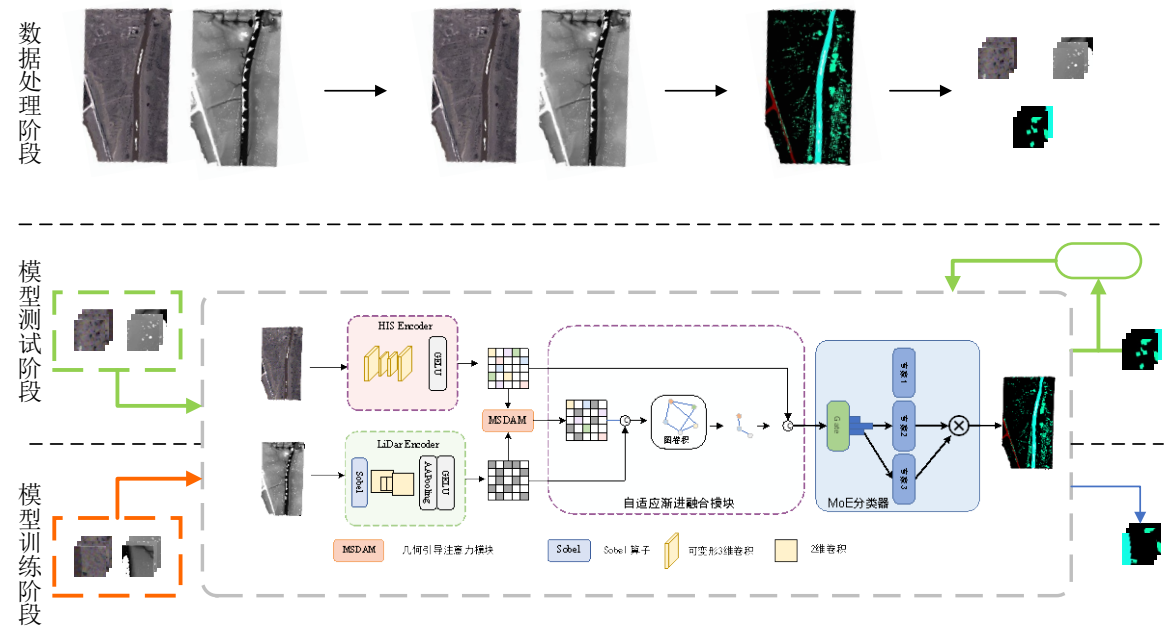 数据处理阶段
模型测试阶段
模型训练阶段
HIS Encoder
GELU
MSDAM
LiDar Encoder
Sobel
AAPooling
GELU
图卷积
自适应渐进融合模块
Gate
专家1
专家2
专家3
MoE分类器
MSDAM
几何引导注意力模块
Sobel
Sobel 算子
可变形3维卷积
2维卷积